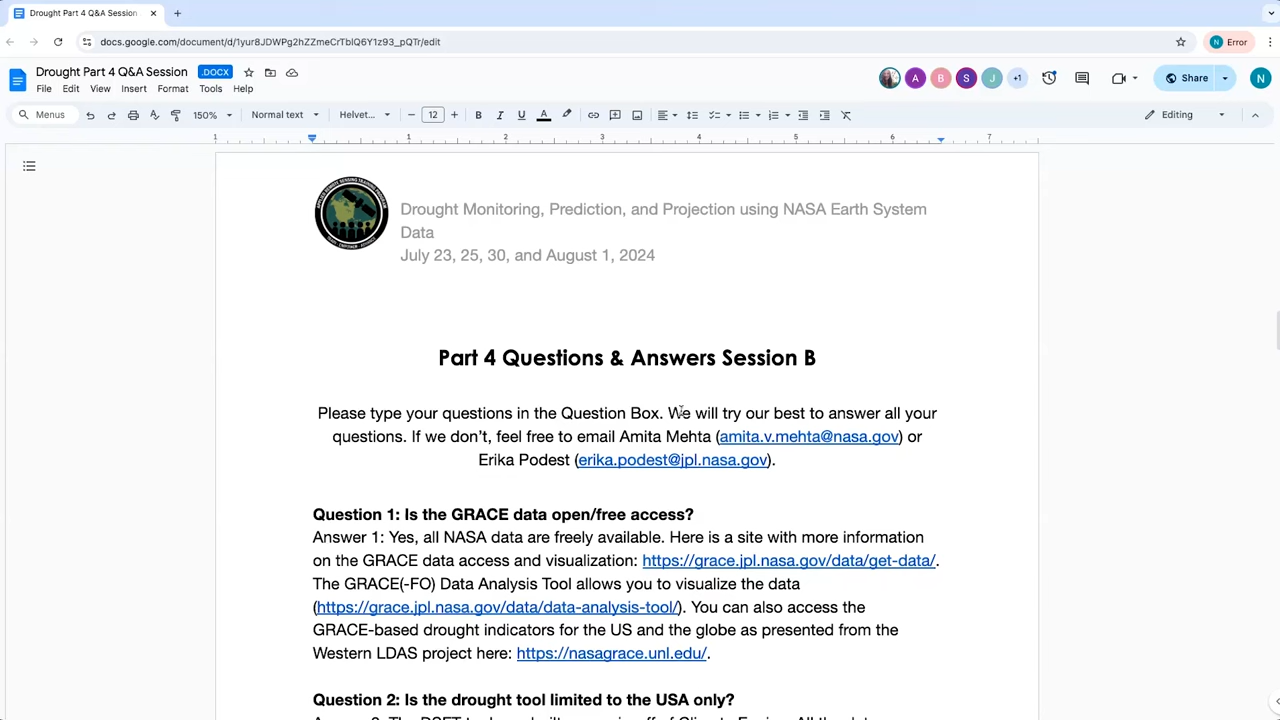 Drought Part 4 Q&A Session
docs.google.com/document/d/1yur8JDWPg2hZZmeCrTblQ6Y1z93_pQTr/edit
N Error
Drought Part 4 Q&A Session .DOCX
File Edit View Insert Format Tools Help
A B S J +1 Share N
Menus 150% Normal text Helvet... 12 B I U A Editing
1 1 2 3 4 5 6 7
Drought Monitoring, Prediction, and Projection using NASA Earth System
Data
July 23, 25, 30, and August 1, 2024
Part 4 Questions & Answers Session B
Please type your questions in the Question Box. We will try our best to answer all your
questions. If we don't, feel free to email Amita Mehta (amita.v.mehta@nasa.gov) or
Erika Podest (erika.podest@jpl.nasa.gov).
Question 1: Is the GRACE data open/free access?
Answer 1: Yes, all NASA data are freely available. Here is a site with more information
on the GRACE data access and visualization: https://grace.jpl.nasa.gov/data/get-data/.
The GRACE(-FO) Data Analysis Tool allows you to visualize the data
(https://grace.jpl.nasa.gov/data/data-analysis-tool/). You can also access the
GRACE-based drought indicators for the US and the globe as presented from the
Western LDAS project here: https://nasagrace.unl.edu/.
Question 2: Is the drought tool limited to the USA only?